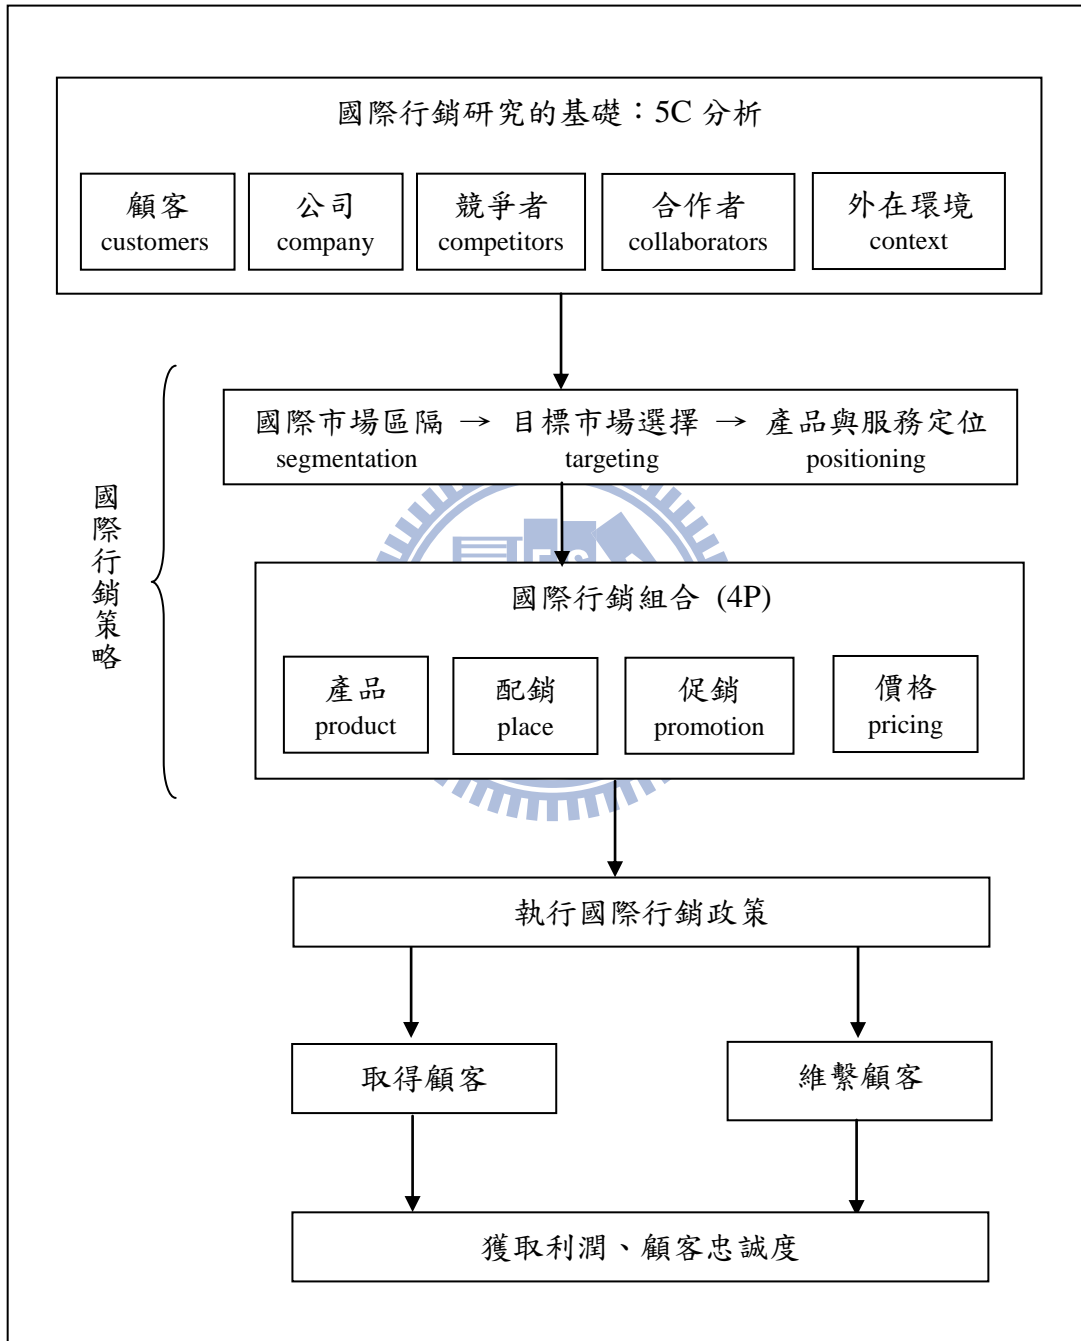 國際行銷研究的基礎：5C 分析
顧客 公司 競爭者 合作者 外在環境
customers company competitors collaborators context
國際市場區隔 → 目標市場選擇 → 產品與服務定位
segmentation targeting positioning
國際行銷策略
國際行銷組合 (4P)
產品 配銷 促銷 價格
product place promotion pricing
執行國際行銷政策
取得顧客 維繫顧客
獲取利潤、顧客忠誠度